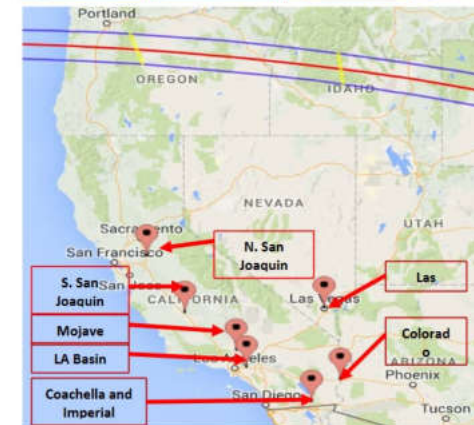 Portland
OREGON
IDAHO
NEVADA
Sacramento
San Francisco
N. San
Joaquin
UTAH
S. San
Joaquin
San Jose
CALIFORNIA
Las Vegas
Las
Mojave
Colorad
o
LA Basin
Los Angeles
ARIZONA
Phoenix
Coachella and
Imperial
San Diego
Tucson